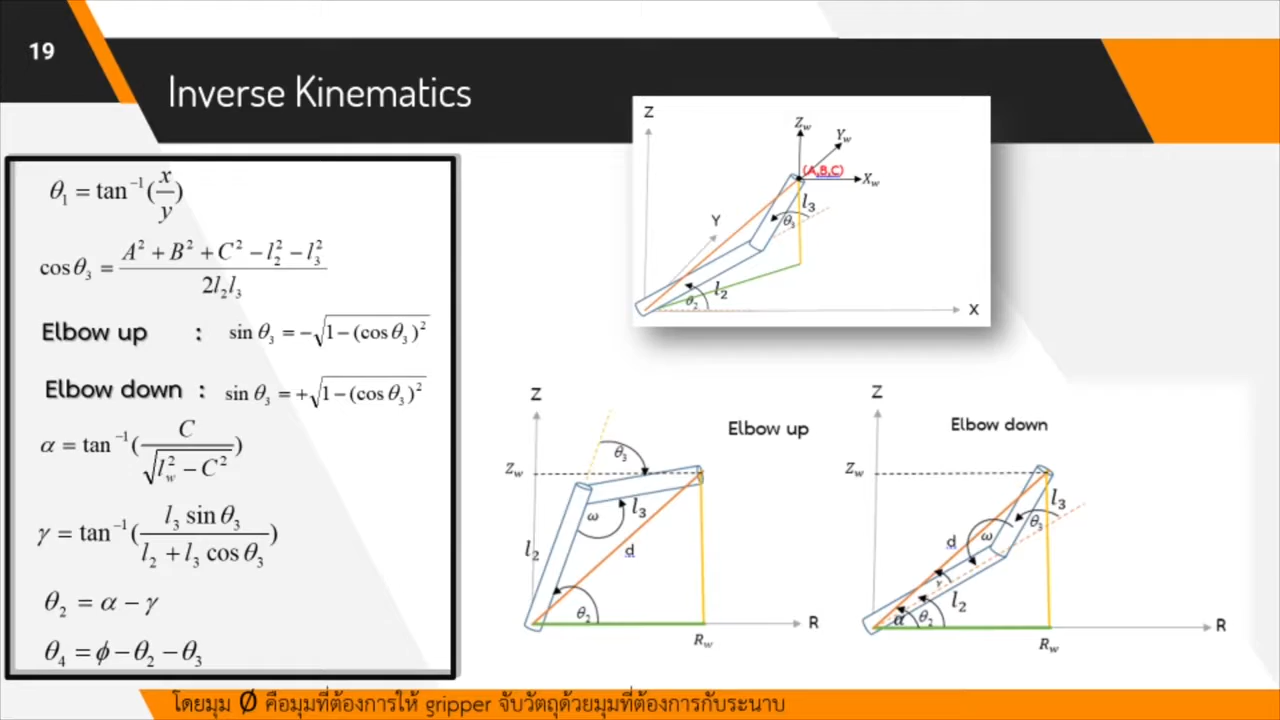 19
Inverse Kinematics
θ₁ = tan⁻¹(x/y)
cos θ₃ = (A² + B² + C² − l₂² − l₃²) / 2l₂l₃
Elbow up : sin θ₃ = −√(1 − (cos θ₃)²)
Elbow down : sin θ₃ = +√(1 − (cos θ₃)²)
α = tan⁻¹(C / √(l_w² − C²))
γ = tan⁻¹(l₃ sin θ₃ / (l₂ + l₃ cos θ₃))
θ₂ = α − γ
θ₄ = ϕ − θ₂ − θ₃
Z
Z_w
Y_w
(A,B,C)
X_w
l₃
θ₃
Y
l₂
θ₂
X
Z
Elbow up
θ₃
Z_w
ω
l₃
l₂
d
θ₂
R
R_w
Z
Elbow down
Z_w
l₃
θ₃
d
ω
γ
l₂
α
θ₂
R
R_w
โดยมุม Ø คือมุมที่ต้องการให้ gripper จับวัตถุด้วยมุมที่ต้องการกับระนาบ